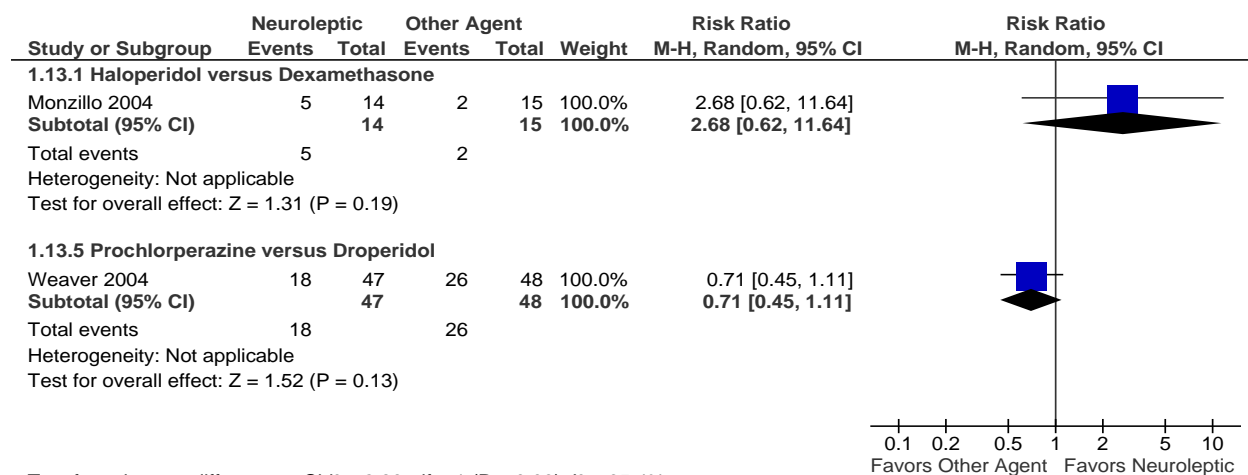 Neuroleptic Other Agent Risk Ratio Risk Ratio
Study or Subgroup Events Total Events Total Weight M-H, Random, 95% CI M-H, Random, 95% CI
1.13.1 Haloperidol versus Dexamethasone
Monzillo 2004 5 14 2 15 100.0% 2.68 [0.62, 11.64]
Subtotal (95% CI) 14 15 100.0% 2.68 [0.62, 11.64]
Total events 5 2
Heterogeneity: Not applicable
Test for overall effect: Z = 1.31 (P = 0.19)
1.13.5 Prochlorperazine versus Droperidol
Weaver 2004 18 47 26 48 100.0% 0.71 [0.45, 1.11]
Subtotal (95% CI) 47 48 100.0% 0.71 [0.45, 1.11]
Total events 18 26
Heterogeneity: Not applicable
Test for overall effect: Z = 1.52 (P = 0.13)
0.1 0.2 0.5 1 2 5 10
Favors Other Agent Favors Neuroleptic